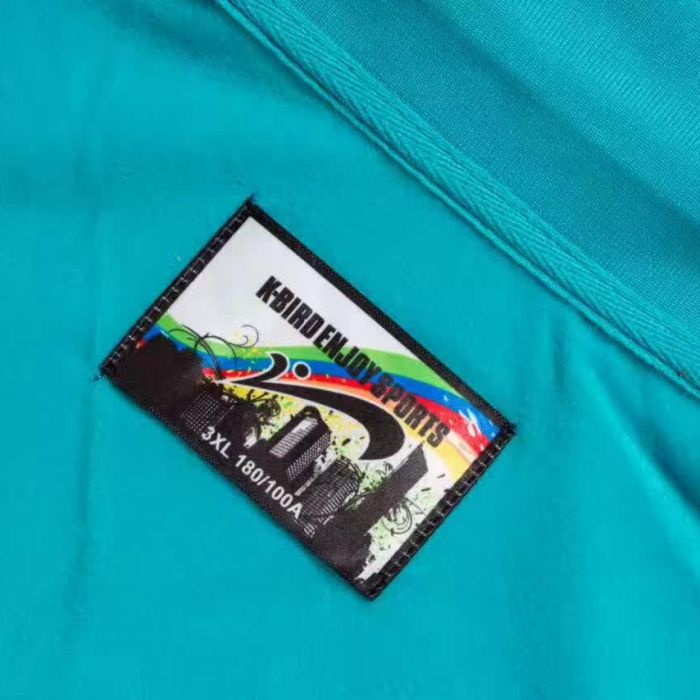 K-BIRD ENJOY SPORTS
3XL 180/100A